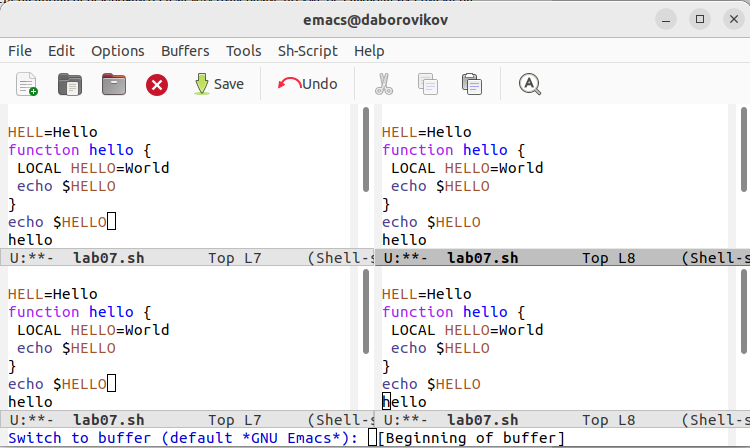 emacs@daborovikov
File Edit Options Buffers Tools Sh-Script Help
Save Undo
HELL=Hello
function hello {
 LOCAL HELLO=World
 echo $HELLO
}
echo $HELLO
hello
U:**-  lab07.sh       Top L7     (Shell-s
HELL=Hello
function hello {
 LOCAL HELLO=World
 echo $HELLO
}
echo $HELLO
hello
U:**-  lab07.sh       Top L8     (Shell-s
HELL=Hello
function hello {
 LOCAL HELLO=World
 echo $HELLO
}
echo $HELLO
hello
U:**-  lab07.sh       Top L7     (Shell-s
HELL=Hello
function hello {
 LOCAL HELLO=World
 echo $HELLO
}
echo $HELLO
hello
U:**-  lab07.sh       Top L8     (Shell-s
Switch to buffer (default *GNU Emacs*): [Beginning of buffer]